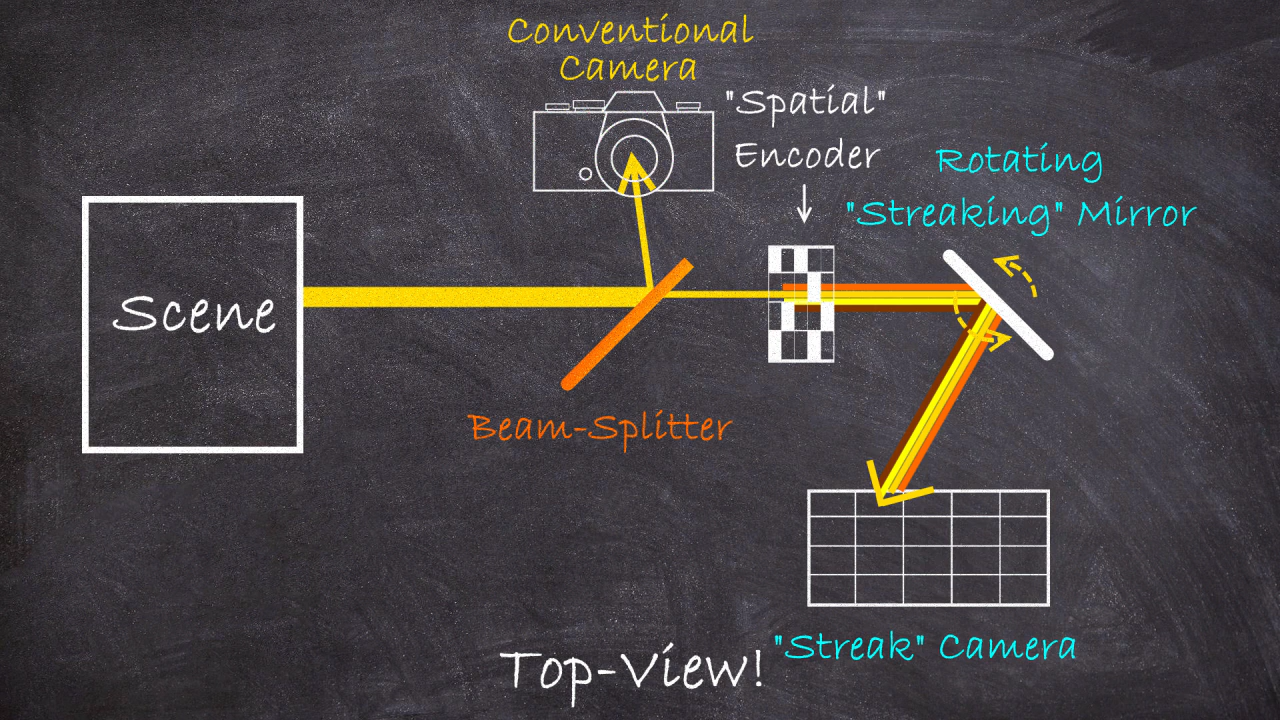 Conventional
Camera
"Spatial"
Encoder
Rotating
"Streaking" Mirror
Scene
Beam-Splitter
"Streak" Camera
Top-View!